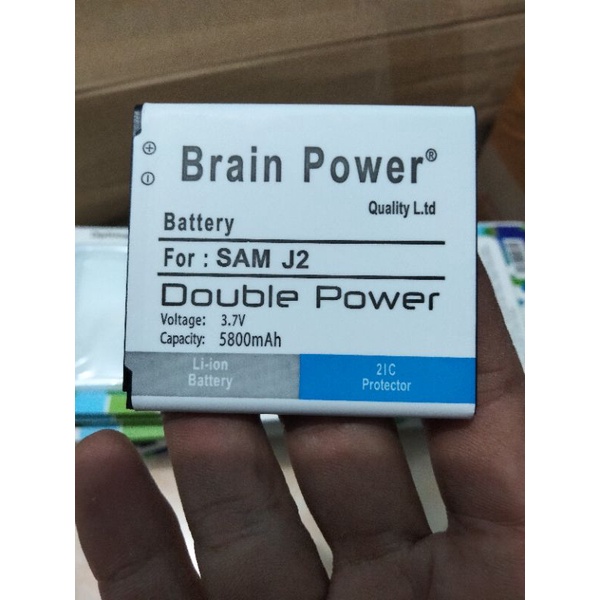 Brain Power®
Quality L.td
Battery
For : SAM J2
Double Power
Voltage: 3.7V
Capacity: 5800mAh
Li-ion
Battery
2IC
Protector